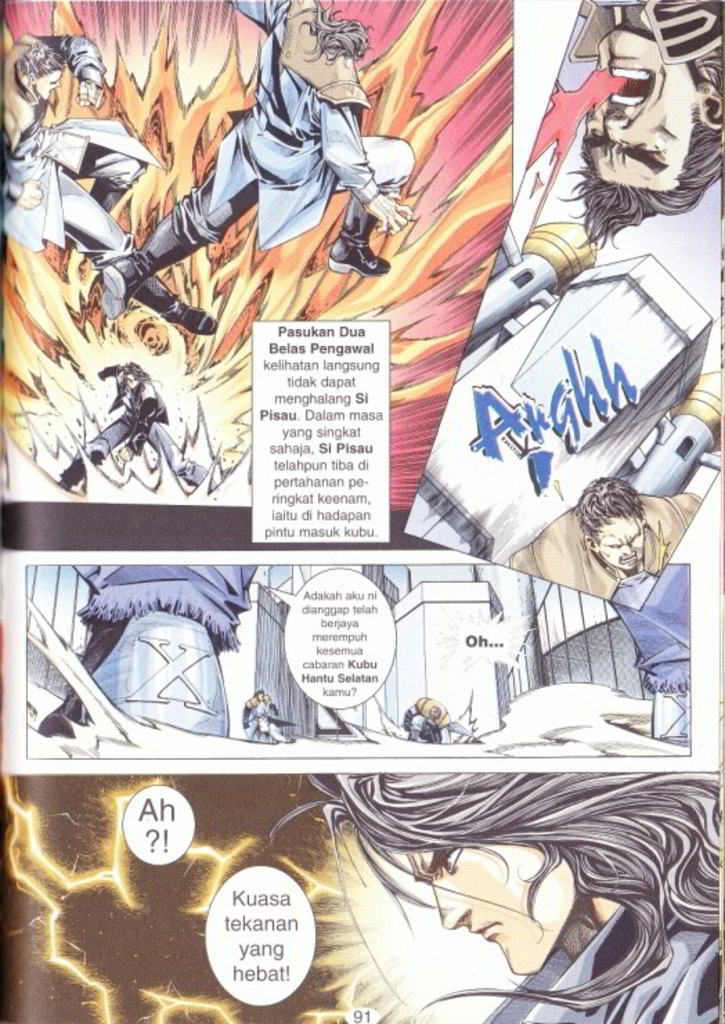 Pasukan Dua
Belas Pengawal
kelihatan langsung
tidak dapat
menghalang Si
Pisau. Dalam masa
yang singkat
sahaja, Si Pisau
telahpun tiba di
pertahanan pe-
ringkat keenam,
iaitu di hadapan
pintu masuk kubu.
Arghh
Adakah aku ni
dianggap telah
berjaya
merempuh
kesemua
cabaran Kubu
Hantu Selatan
kamu?
Oh...
X
X
Ah
?!
Kuasa
tekanan
yang
hebat!
91